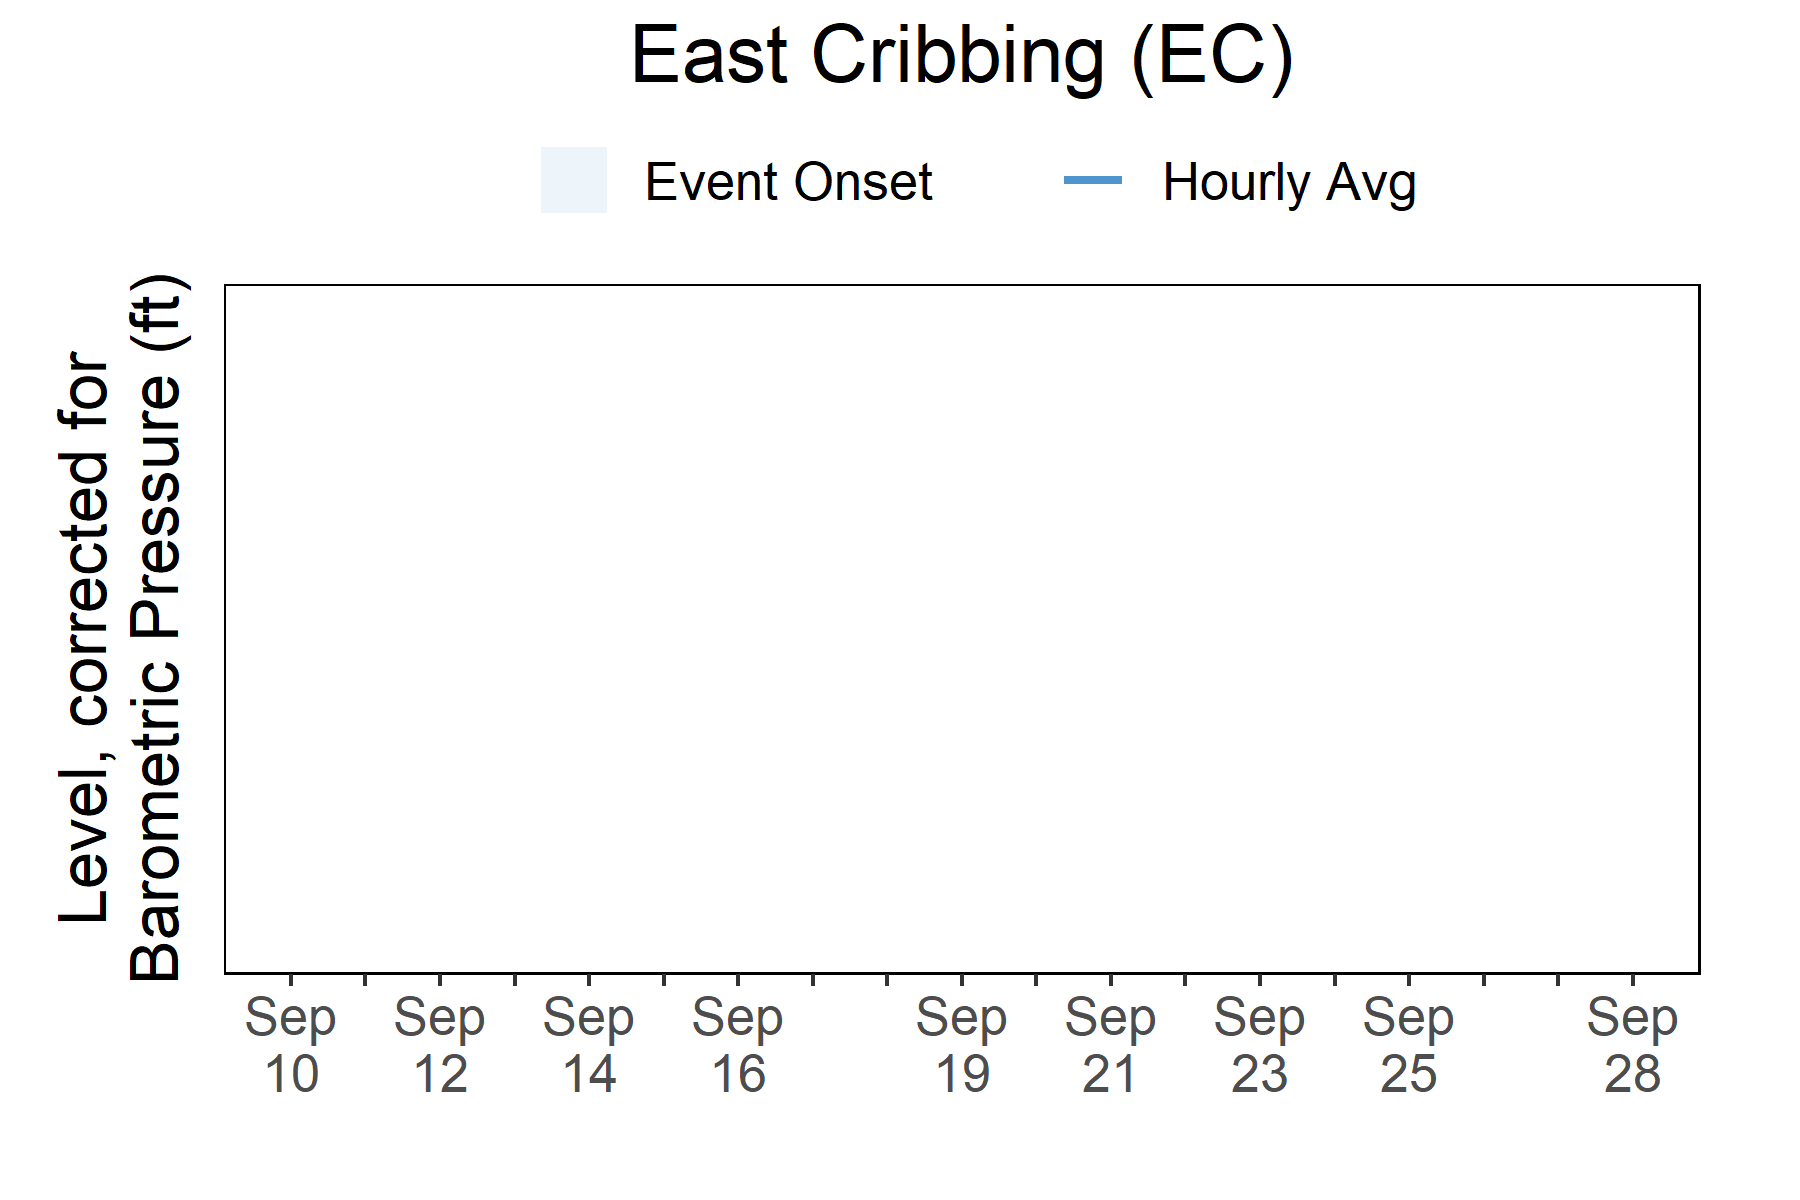 East Cribbing (EC)
Event Onset
Hourly Avg
Level, corrected for
Barometric Pressure (ft)
Sep Sep Sep Sep Sep Sep Sep Sep Sep
10 12 14 16 19 21 23 25 28